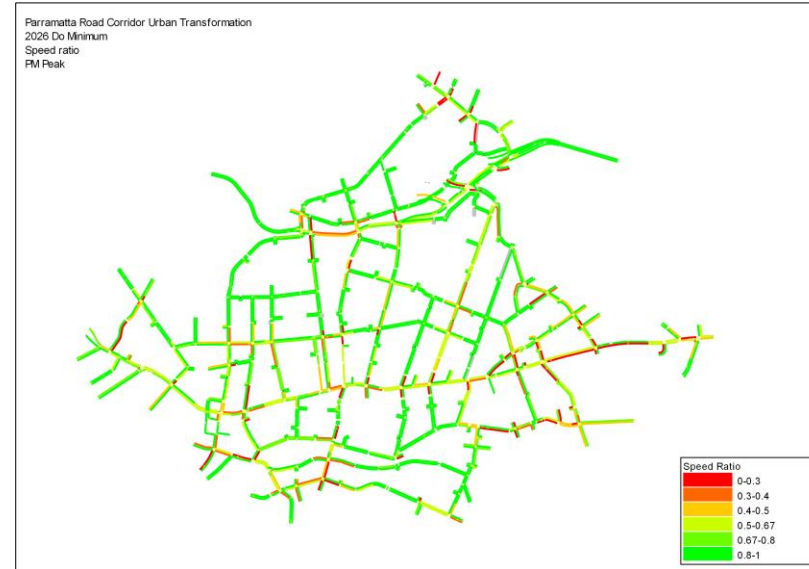 Parramatta Road Corridor Urban Transformation
2026 Do Minimum
Speed ratio
PM Peak
Speed Ratio
0-0.3
0.3-0.4
0.4-0.5
0.5-0.67
0.67-0.8
0.8-1